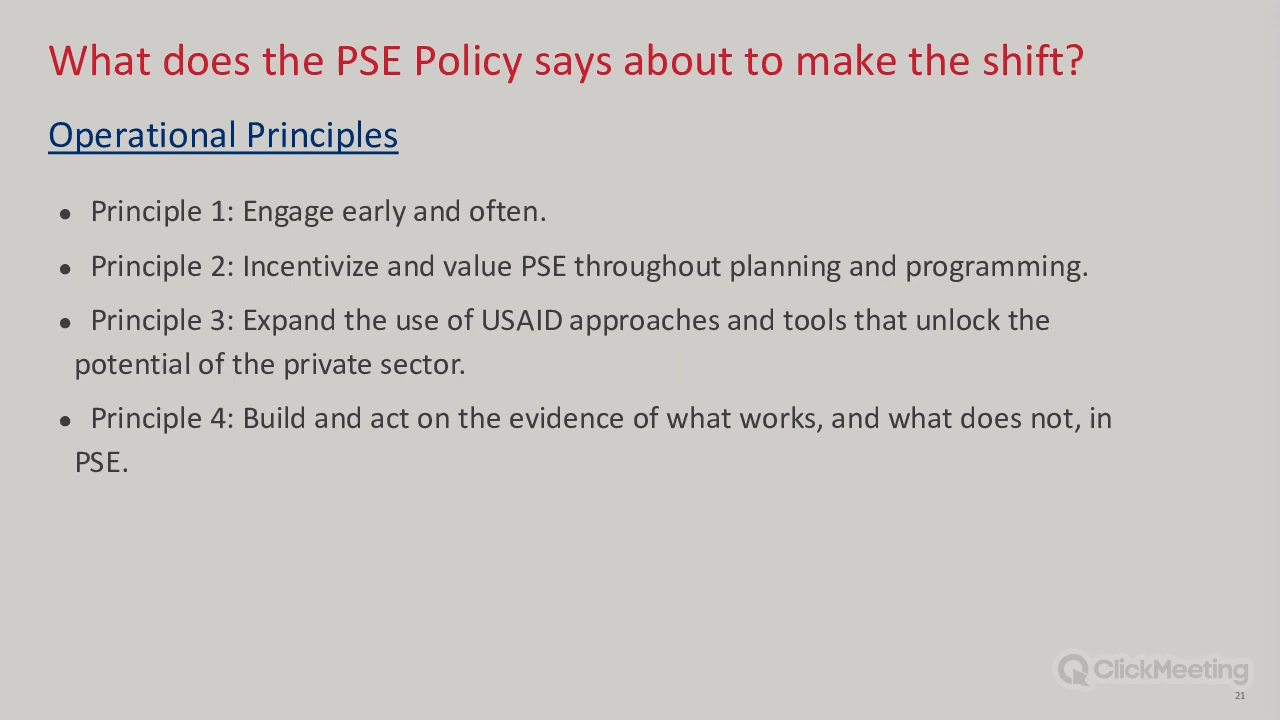 What does the PSE Policy says about to make the shift?
Operational Principles
● Principle 1: Engage early and often.
● Principle 2: Incentivize and value PSE throughout planning and programming.
● Principle 3: Expand the use of USAID approaches and tools that unlock the
potential of the private sector.
● Principle 4: Build and act on the evidence of what works, and what does not, in
PSE.
ClickMeeting
21